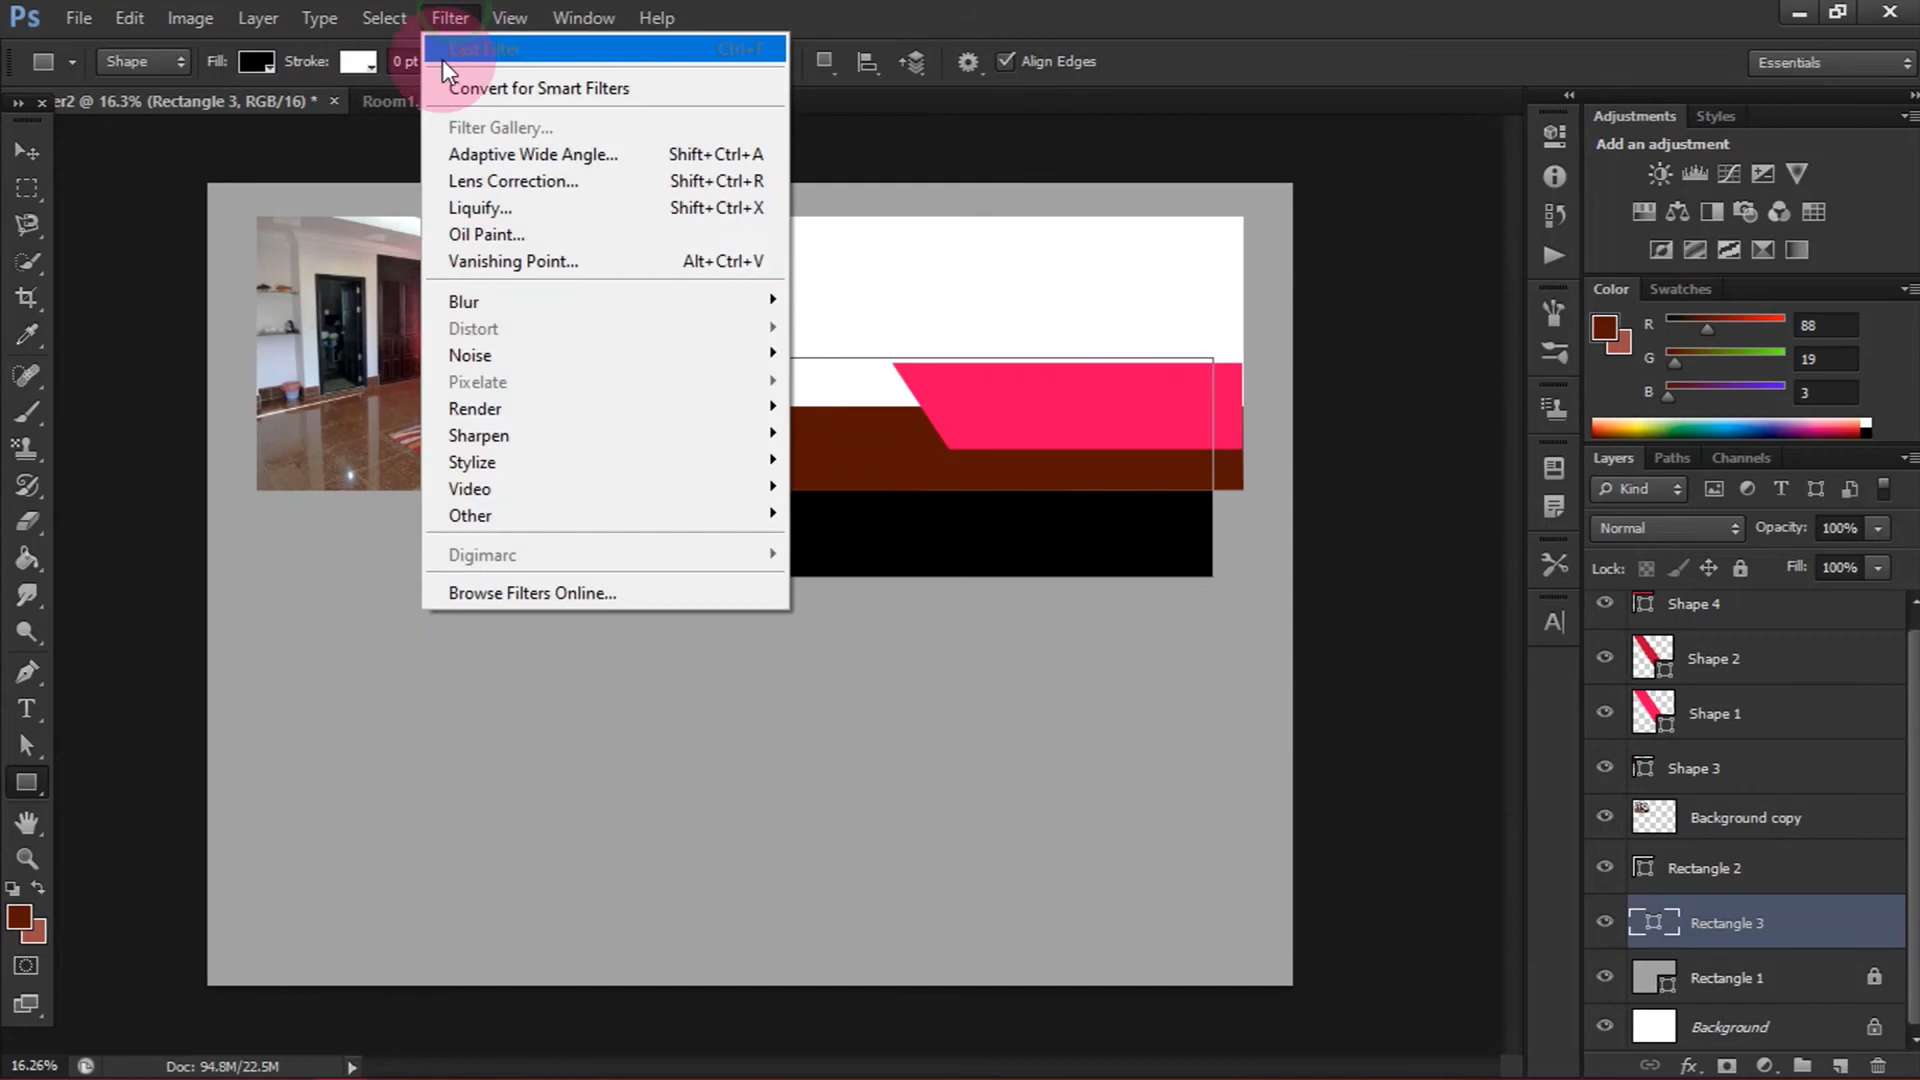 Ps File Edit Image Layer Type Select Filter View Window Help
Shape Fill: Stroke: 0 pt Align Edges Essentials
er2 @ 16.3% (Rectangle 3, RGB/16) * × Room1.
Last Filter Ctrl+F
Convert for Smart Filters
Filter Gallery...
Adaptive Wide Angle... Shift+Ctrl+A
Lens Correction... Shift+Ctrl+R
Liquify... Shift+Ctrl+X
Oil Paint...
Vanishing Point... Alt+Ctrl+V
Blur
Distort
Noise
Pixelate
Render
Sharpen
Stylize
Video
Other
Digimarc
Browse Filters Online...
Adjustments Styles
Add an adjustment
Color Swatches
R 88
G 19
B 3
Layers Paths Channels
Kind
Normal Opacity: 100%
Lock: Fill: 100%
Shape 4
Shape 2
Shape 1
Shape 3
Background copy
Rectangle 2
Rectangle 3
Rectangle 1
Background
fx
16.26% Doc: 94.8M/22.5M